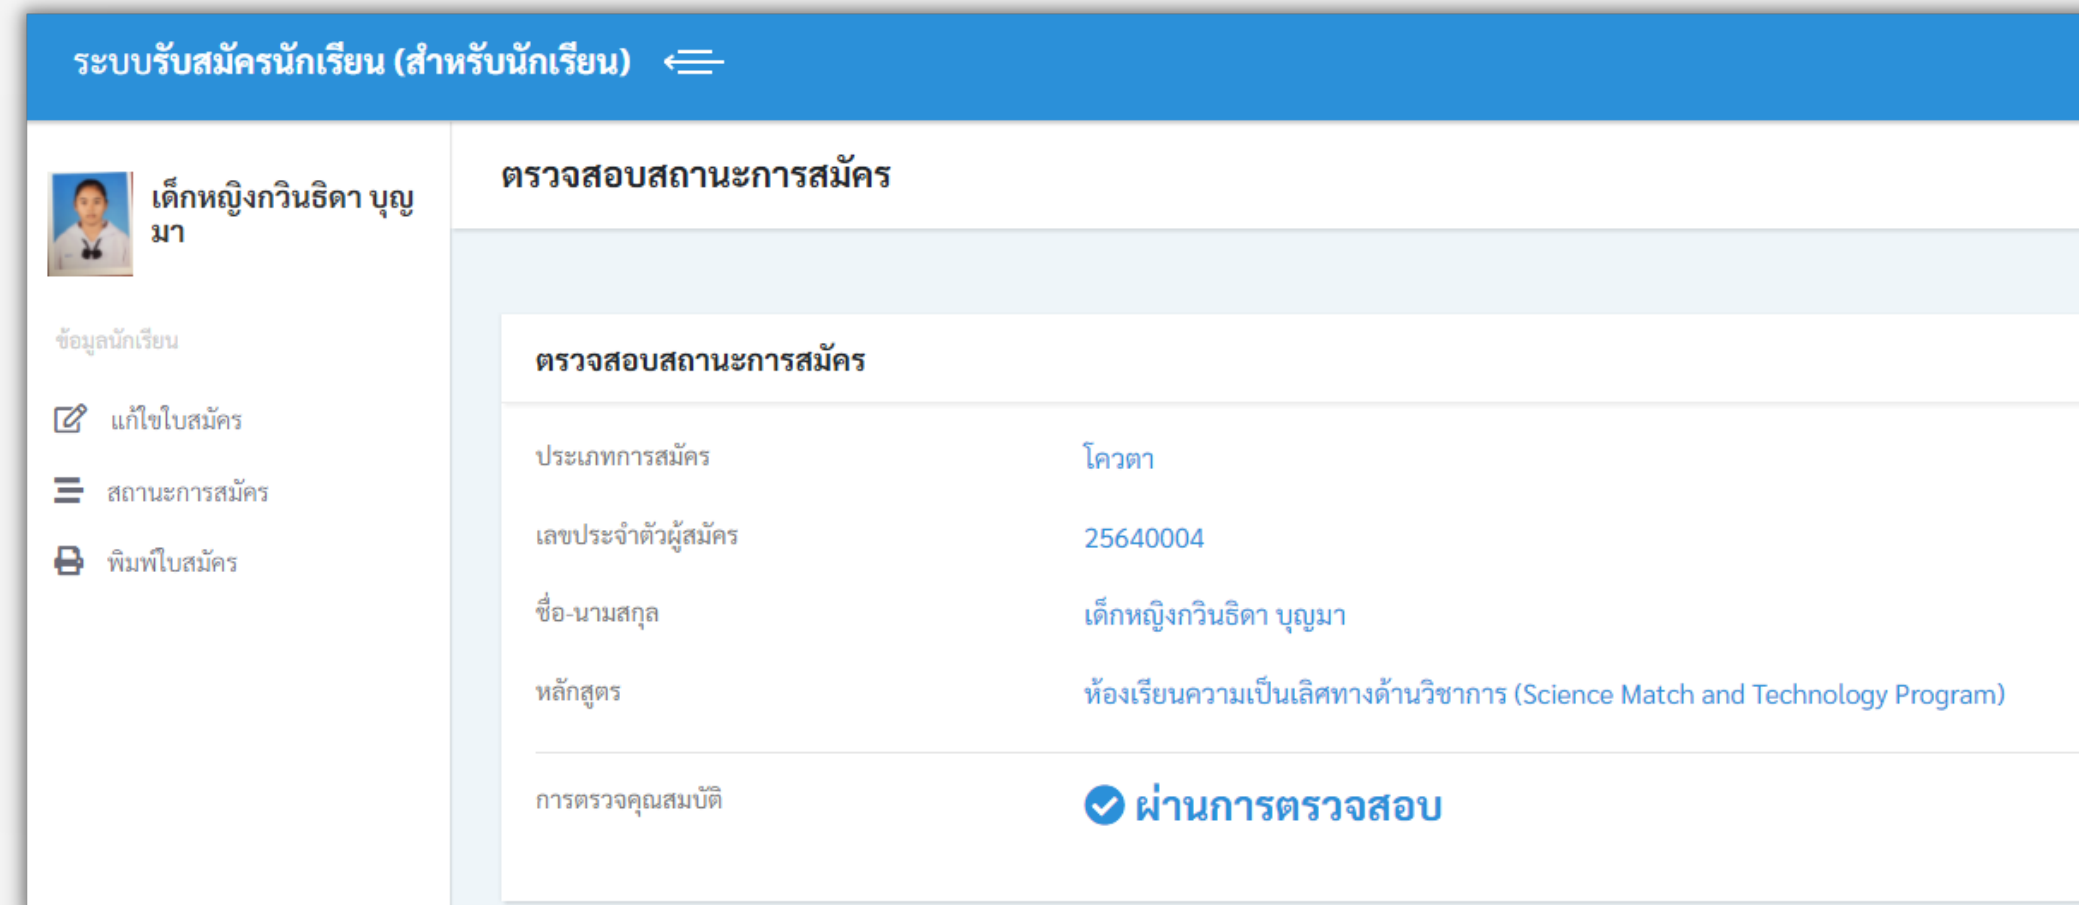 ระบบรับสมัครนักเรียน (สำหรับนักเรียน)
เด็กหญิงกวินธิดา บุญ
มา
ข้อมูลนักเรียน
แก้ไขใบสมัคร
สถานะการสมัคร
พิมพ์ใบสมัคร
ตรวจสอบสถานะการสมัคร
ตรวจสอบสถานะการสมัคร
ประเภทการสมัคร โควตา
เลขประจำตัวผู้สมัคร 25640004
ชื่อ-นามสกุล เด็กหญิงกวินธิดา บุญมา
หลักสูตร ห้องเรียนความเป็นเลิศทางด้านวิชาการ (Science Match and Technology Program)
การตรวจคุณสมบัติ ผ่านการตรวจสอบ